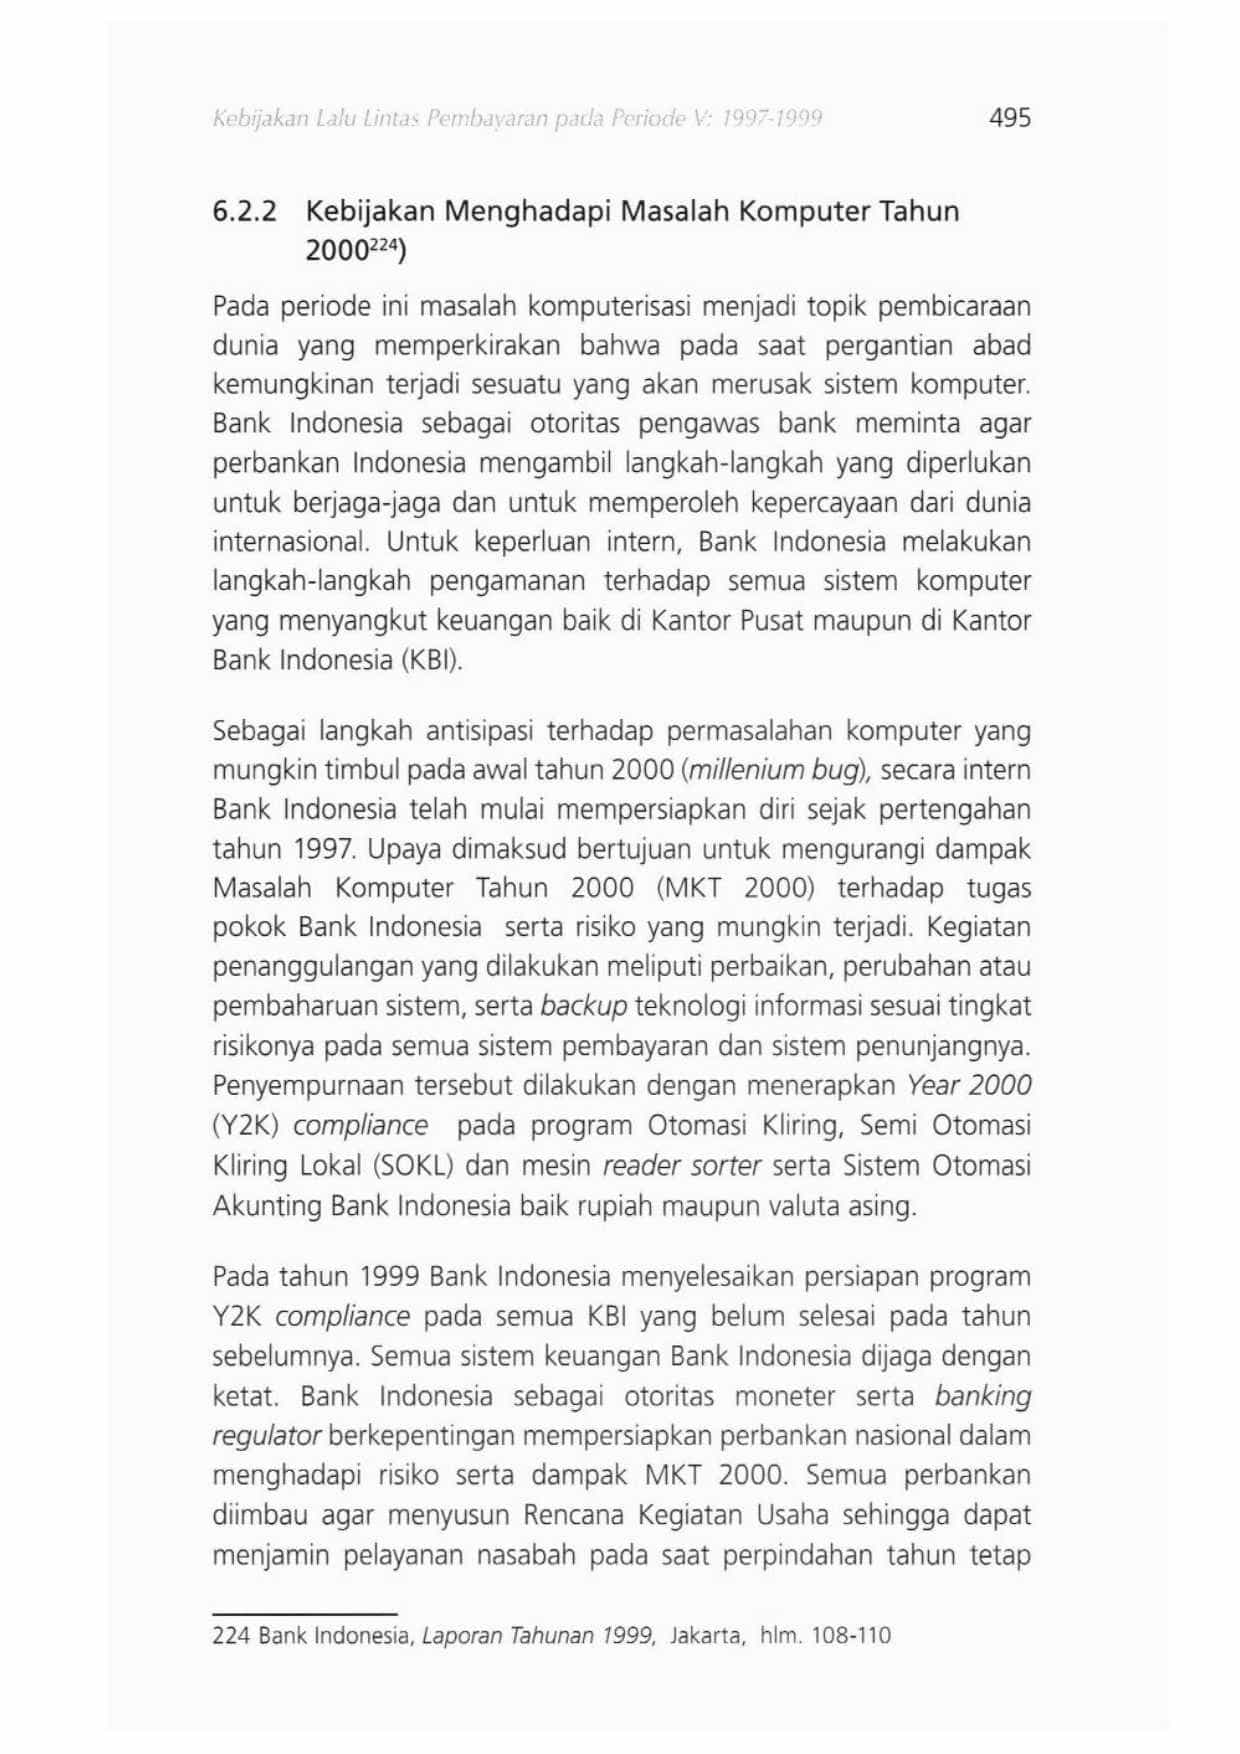 Kebijakan Lalu Lintas Pembayaran pada Periode V: 1997-1999 495
6.2.2 Kebijakan Menghadapi Masalah Komputer Tahun
2000²²⁴)
Pada periode ini masalah komputerisasi menjadi topik pembicaraan
dunia yang memperkirakan bahwa pada saat pergantian abad
kemungkinan terjadi sesuatu yang akan merusak sistem komputer.
Bank Indonesia sebagai otoritas pengawas bank meminta agar
perbankan Indonesia mengambil langkah-langkah yang diperlukan
untuk berjaga-jaga dan untuk memperoleh kepercayaan dari dunia
internasional. Untuk keperluan intern, Bank Indonesia melakukan
langkah-langkah pengamanan terhadap semua sistem komputer
yang menyangkut keuangan baik di Kantor Pusat maupun di Kantor
Bank Indonesia (KBI).
Sebagai langkah antisipasi terhadap permasalahan komputer yang
mungkin timbul pada awal tahun 2000 (millenium bug), secara intern
Bank Indonesia telah mulai mempersiapkan diri sejak pertengahan
tahun 1997. Upaya dimaksud bertujuan untuk mengurangi dampak
Masalah Komputer Tahun 2000 (MKT 2000) terhadap tugas
pokok Bank Indonesia serta risiko yang mungkin terjadi. Kegiatan
penanggulangan yang dilakukan meliputi perbaikan, perubahan atau
pembaharuan sistem, serta backup teknologi informasi sesuai tingkat
risikonya pada semua sistem pembayaran dan sistem penunjangnya.
Penyempurnaan tersebut dilakukan dengan menerapkan Year 2000
(Y2K) compliance pada program Otomasi Kliring, Semi Otomasi
Kliring Lokal (SOKL) dan mesin reader sorter serta Sistem Otomasi
Akunting Bank Indonesia baik rupiah maupun valuta asing.
Pada tahun 1999 Bank Indonesia menyelesaikan persiapan program
Y2K compliance pada semua KBI yang belum selesai pada tahun
sebelumnya. Semua sistem keuangan Bank Indonesia dijaga dengan
ketat. Bank Indonesia sebagai otoritas moneter serta banking
regulator berkepentingan mempersiapkan perbankan nasional dalam
menghadapi risiko serta dampak MKT 2000. Semua perbankan
diimbau agar menyusun Rencana Kegiatan Usaha sehingga dapat
menjamin pelayanan nasabah pada saat perpindahan tahun tetap
224 Bank Indonesia, Laporan Tahunan 1999, Jakarta, hlm. 108-110